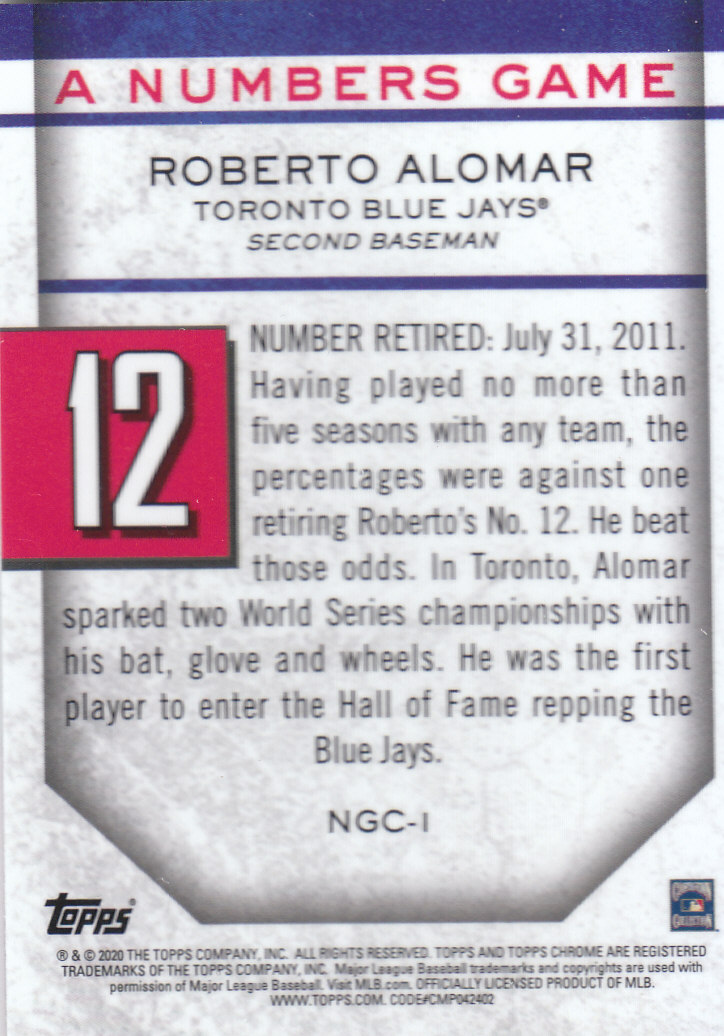 A NUMBERS GAME
ROBERTO ALOMAR
TORONTO BLUE JAYS®
SECOND BASEMAN
12
NUMBER RETIRED: July 31, 2011.
Having played no more than
five seasons with any team, the
percentages were against one
retiring Roberto's No. 12. He beat
those odds. In Toronto, Alomar
sparked two World Series championships with
his bat, glove and wheels. He was the first
player to enter the Hall of Fame repping the
Blue Jays.
NGC-1
TOPPS®
COOPERSTOWN
COLLECTION
® & © 2020 THE TOPPS COMPANY, INC. ALL RIGHTS RESERVED. TOPPS AND TOPPS CHROME ARE REGISTERED
TRADEMARKS OF THE TOPPS COMPANY, INC. Major League Baseball trademarks and copyrights are used with
permission of Major League Baseball. Visit MLB.com. OFFICIALLY LICENSED PRODUCT OF MLB.
WWW.TOPPS.COM. CODE#CMP042402